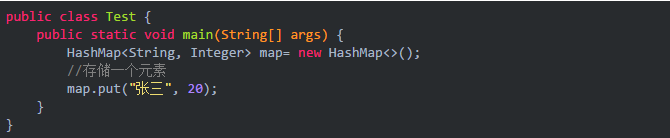 public class Test {
    public static void main(String[] args) {
        HashMap<String, Integer> map= new HashMap<>();
        //存储一个元素
        map.put("张三", 20);
    }
}